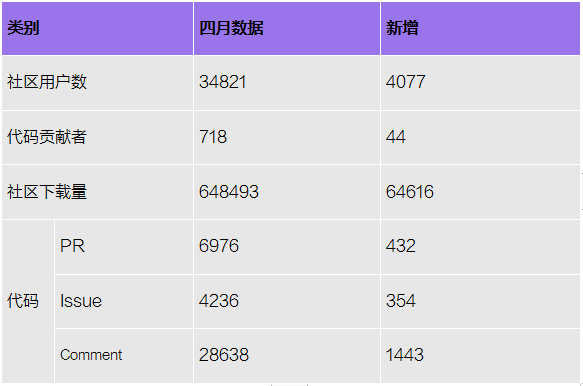 类别 四月数据 新增
社区用户数 34821 4077
代码贡献者 718 44
社区下载量 648493 64616
代码 PR 6976 432
Issue 4236 354
Comment 28638 1443